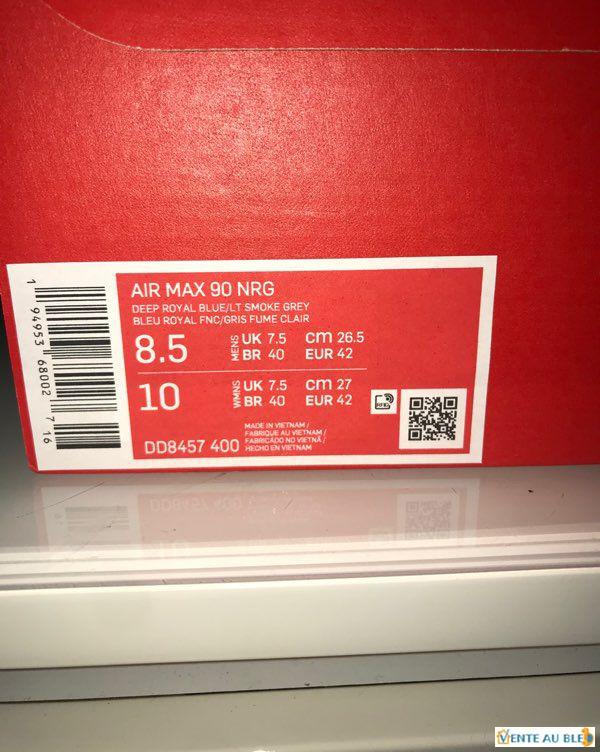 AIR MAX 90 NRG
DEEP ROYAL BLUE/LT SMOKE GREY
BLEU ROYAL FNC/GRIS FUME CLAIR
8.5 MENS UK 7.5 cm 26.5
BR 40 EUR 42
10 WMNS UK 7.5 cm 27
BR 40 EUR 42
RFID
DD8457 400
MADE IN VIETNAM /
FABRIQUE AU VIETNAM /
FABRICADO NO VIETNÃ /
HECHO EN VIETNAM
1 94953 68002 7 16
DD8457 400
VENTE AU BLED